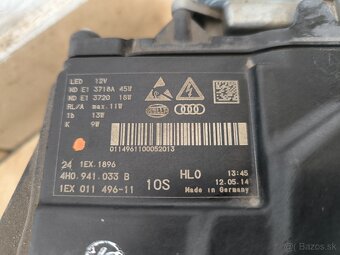 LED 12V
ND E1 3718A 45W
ND E1 3720 18W
RL/A max.11W
1b 13W
K 9W
HELLA
0114961100052013
24 1EX.1896
4H0.941.033 B HL0 13:45
12.05.14
1EX 011 496-11 10S Made in Germany
bazos.sk